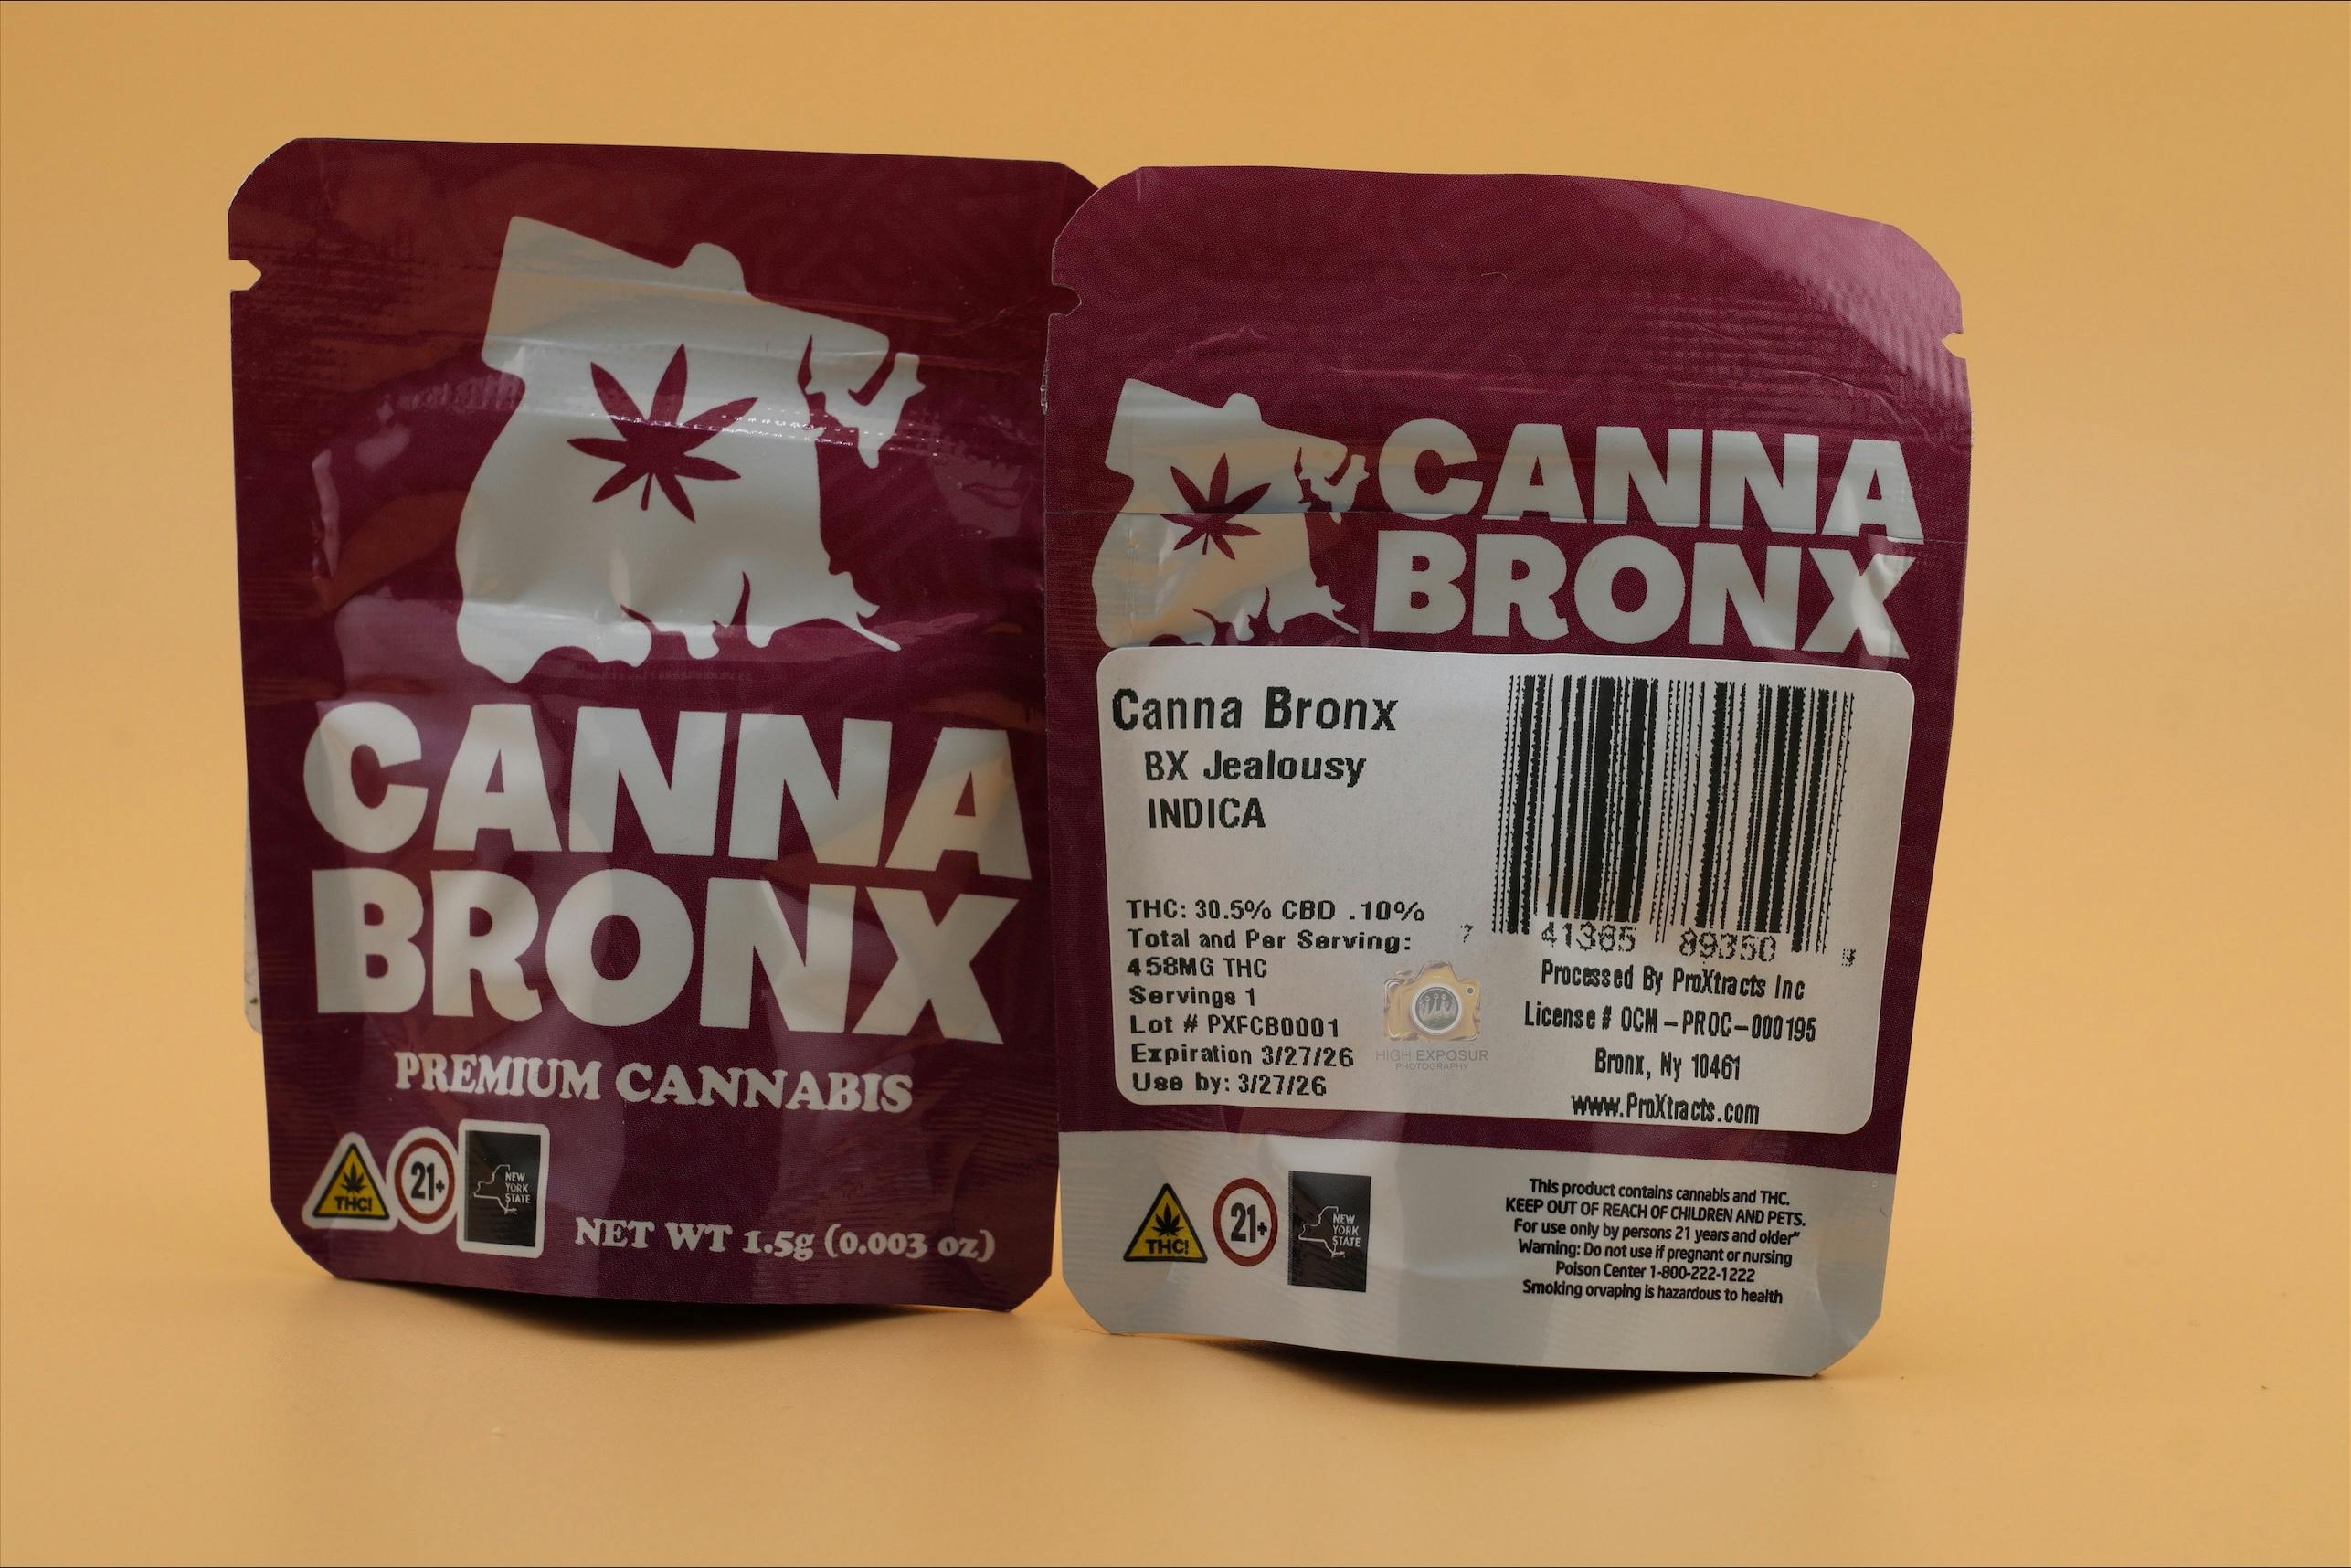 CANNA
BRONX
PREMIUM CANNABIS
THC!
21+
NEW
YORK
STATE
NET WT 1.5g (0.003 oz)
CANNA
BRONX
Canna Bronx
BX Jealousy
INDICA
THC: 30.5% CBD .10%
Total and Per Serving:
458MG THC
Servings 1
Lot # PXFCB0001
Expiration 3/27/26
Use by: 3/27/26
7 41385 89350
Processed By ProXtracts Inc
License # OCM-PROC-000195
Bronx, Ny 10461
www.ProXtracts.com
HIGH EXPOSUR
PHOTOGRAPHY
THC!
21+
NEW
YORK
STATE
This product contains cannabis and THC.
KEEP OUT OF REACH OF CHILDREN AND PETS.
For use only by persons 21 years and older"
Warning: Do not use if pregnant or nursing
Poison Center 1-800-222-1222
Smoking orvaping is hazardous to health